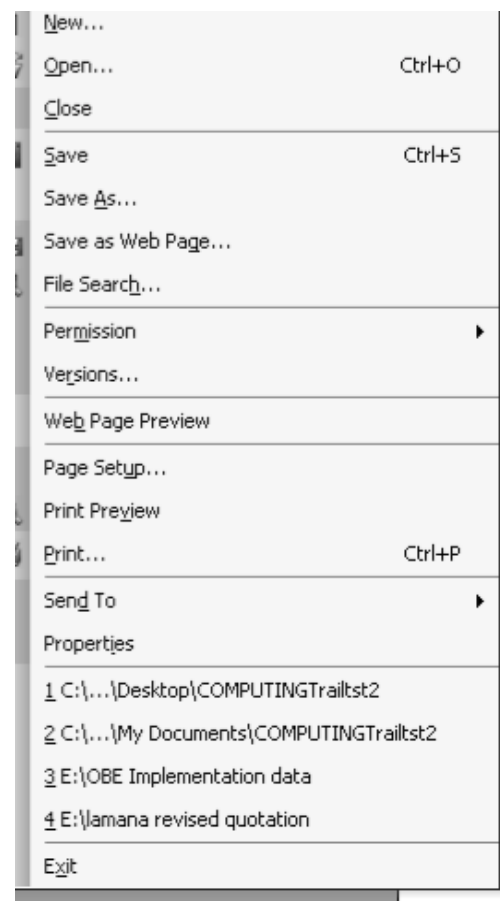 New...
Open... Ctrl+O
Close
Save Ctrl+S
Save As...
Save as Web Page...
File Search...
Permission
Versions...
Web Page Preview
Page Setup...
Print Preview
Print... Ctrl+P
Send To
Properties
1 C:\...\Desktop\COMPUTINGTrailtst2
2 C:\...\My Documents\COMPUTINGTrailtst2
3 E:\OBE Implementation data
4 E:\lamana revised quotation
Exit